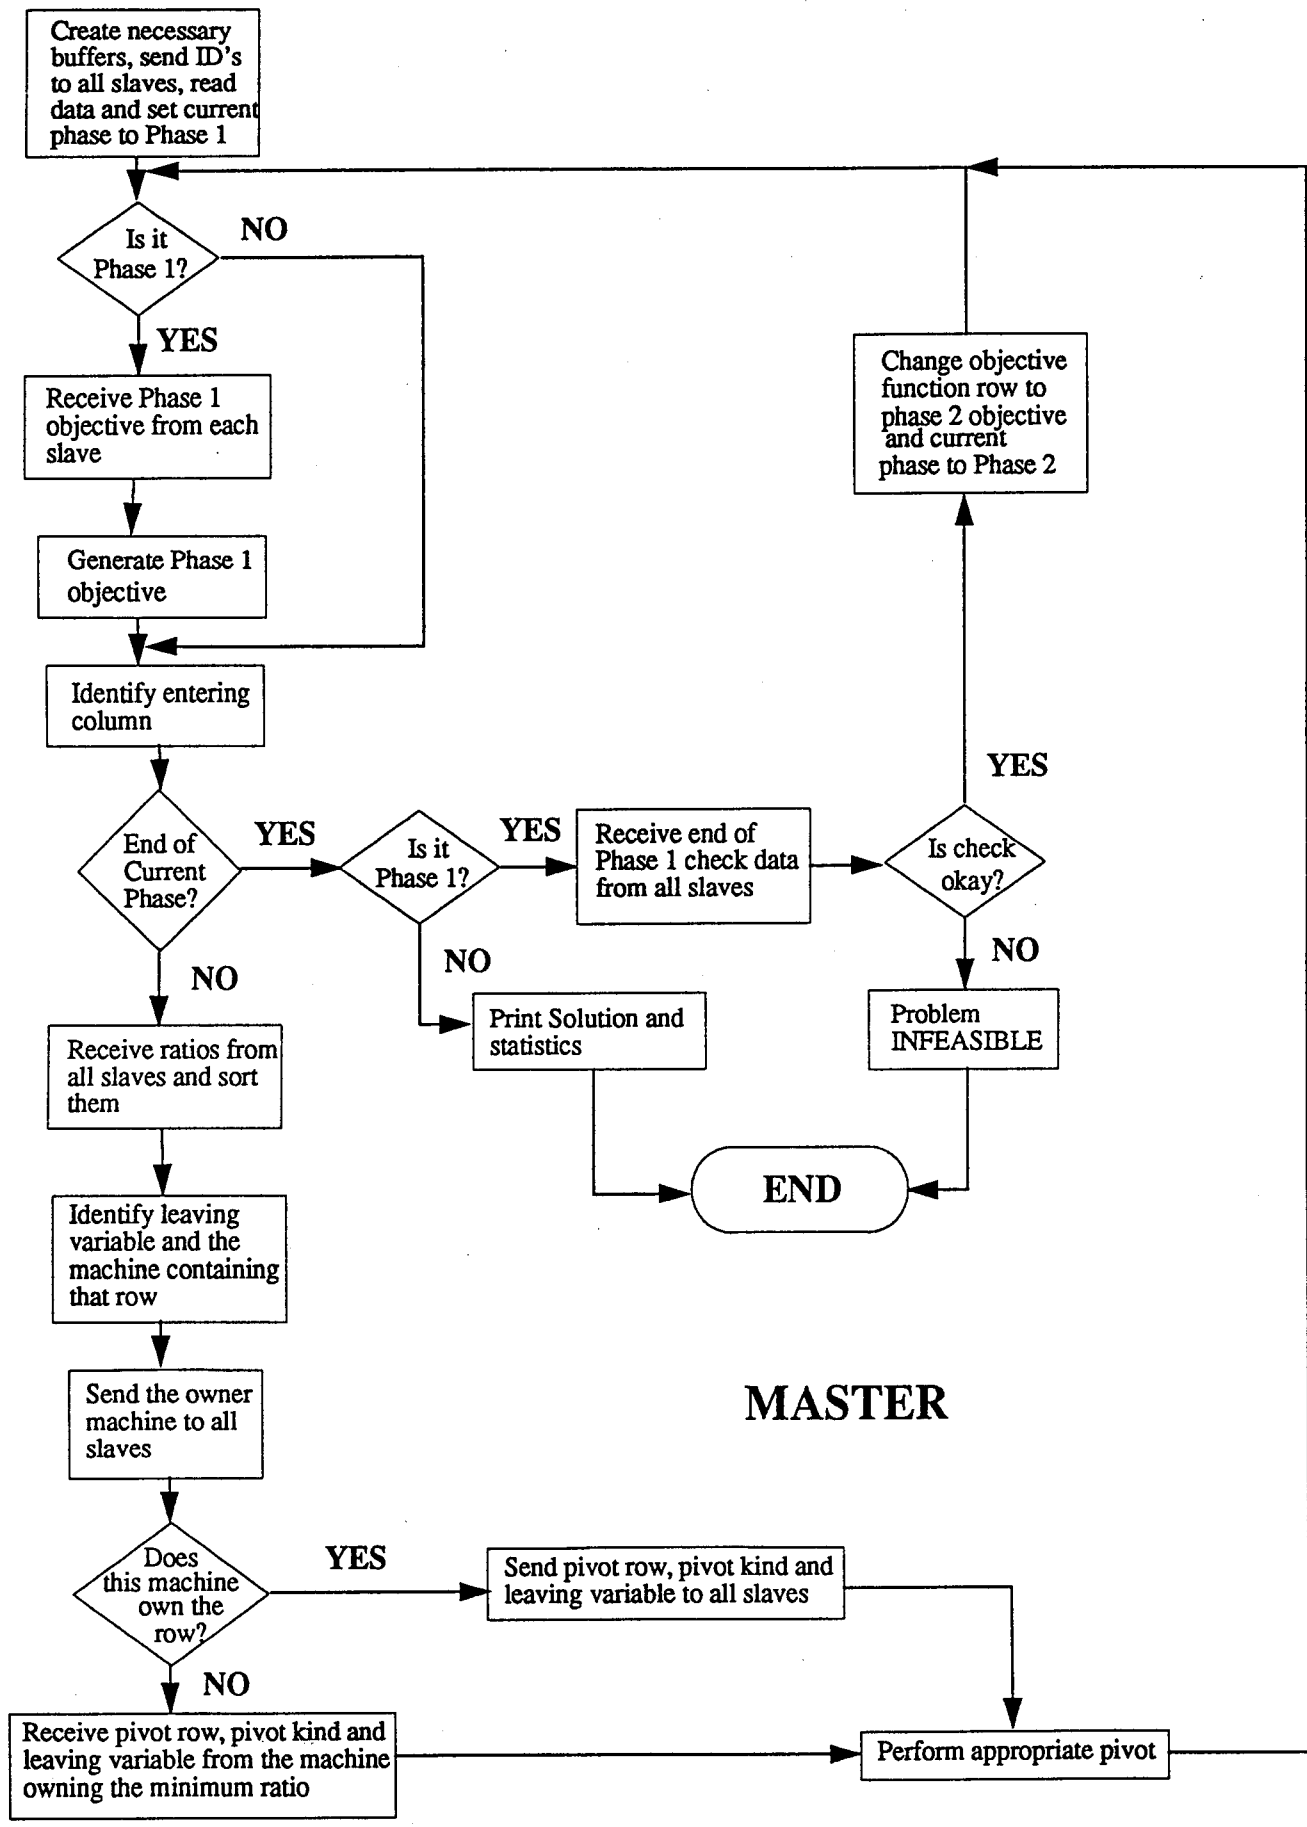 Create necessary
buffers, send ID's
to all slaves, read
data and set current
phase to Phase 1
Is it
Phase 1?
NO
YES
Receive Phase 1
objective from each
slave
Generate Phase 1
objective
Identify entering
column
End of
Current
Phase?
YES
Is it
Phase 1?
YES
Receive end of
Phase 1 check data
from all slaves
Is check
okay?
YES
Change objective
function row to
phase 2 objective
and current
phase to Phase 2
NO
Problem
INFEASIBLE
NO
Print Solution and
statistics
END
NO
Receive ratios from
all slaves and sort
them
Identify leaving
variable and the
machine containing
that row
Send the owner
machine to all
slaves
MASTER
Does
this machine
own the
row?
YES
Send pivot row, pivot kind and
leaving variable to all slaves
NO
Receive pivot row, pivot kind and
leaving variable from the machine
owning the minimum ratio
Perform appropriate pivot